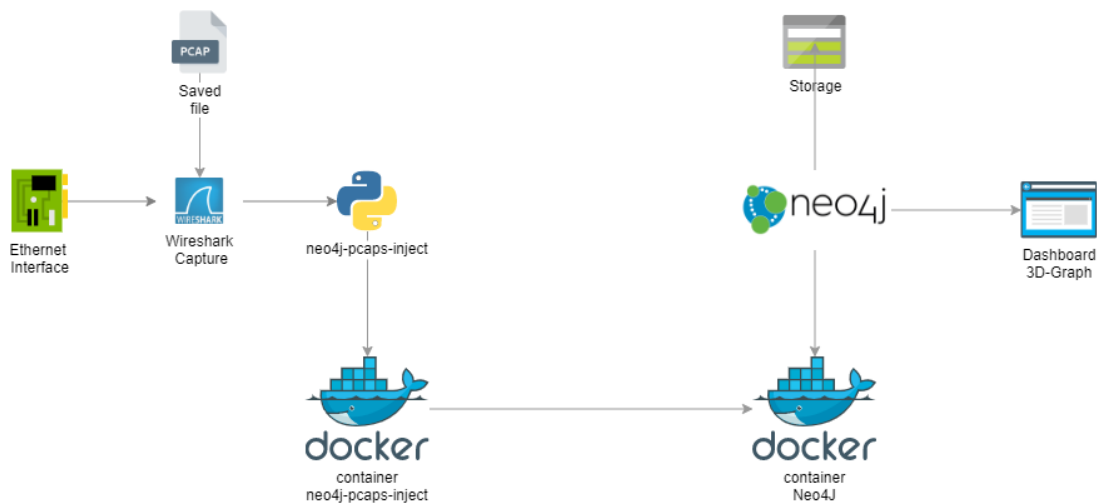 PCAP
Saved
file
Storage
WIRESHARK
neo4j
Ethernet
Interface
Wireshark
Capture
neo4j-pcaps-inject
Dashboard
3D-Graph
docker
container
neo4j-pcaps-inject
docker
container
Neo4J